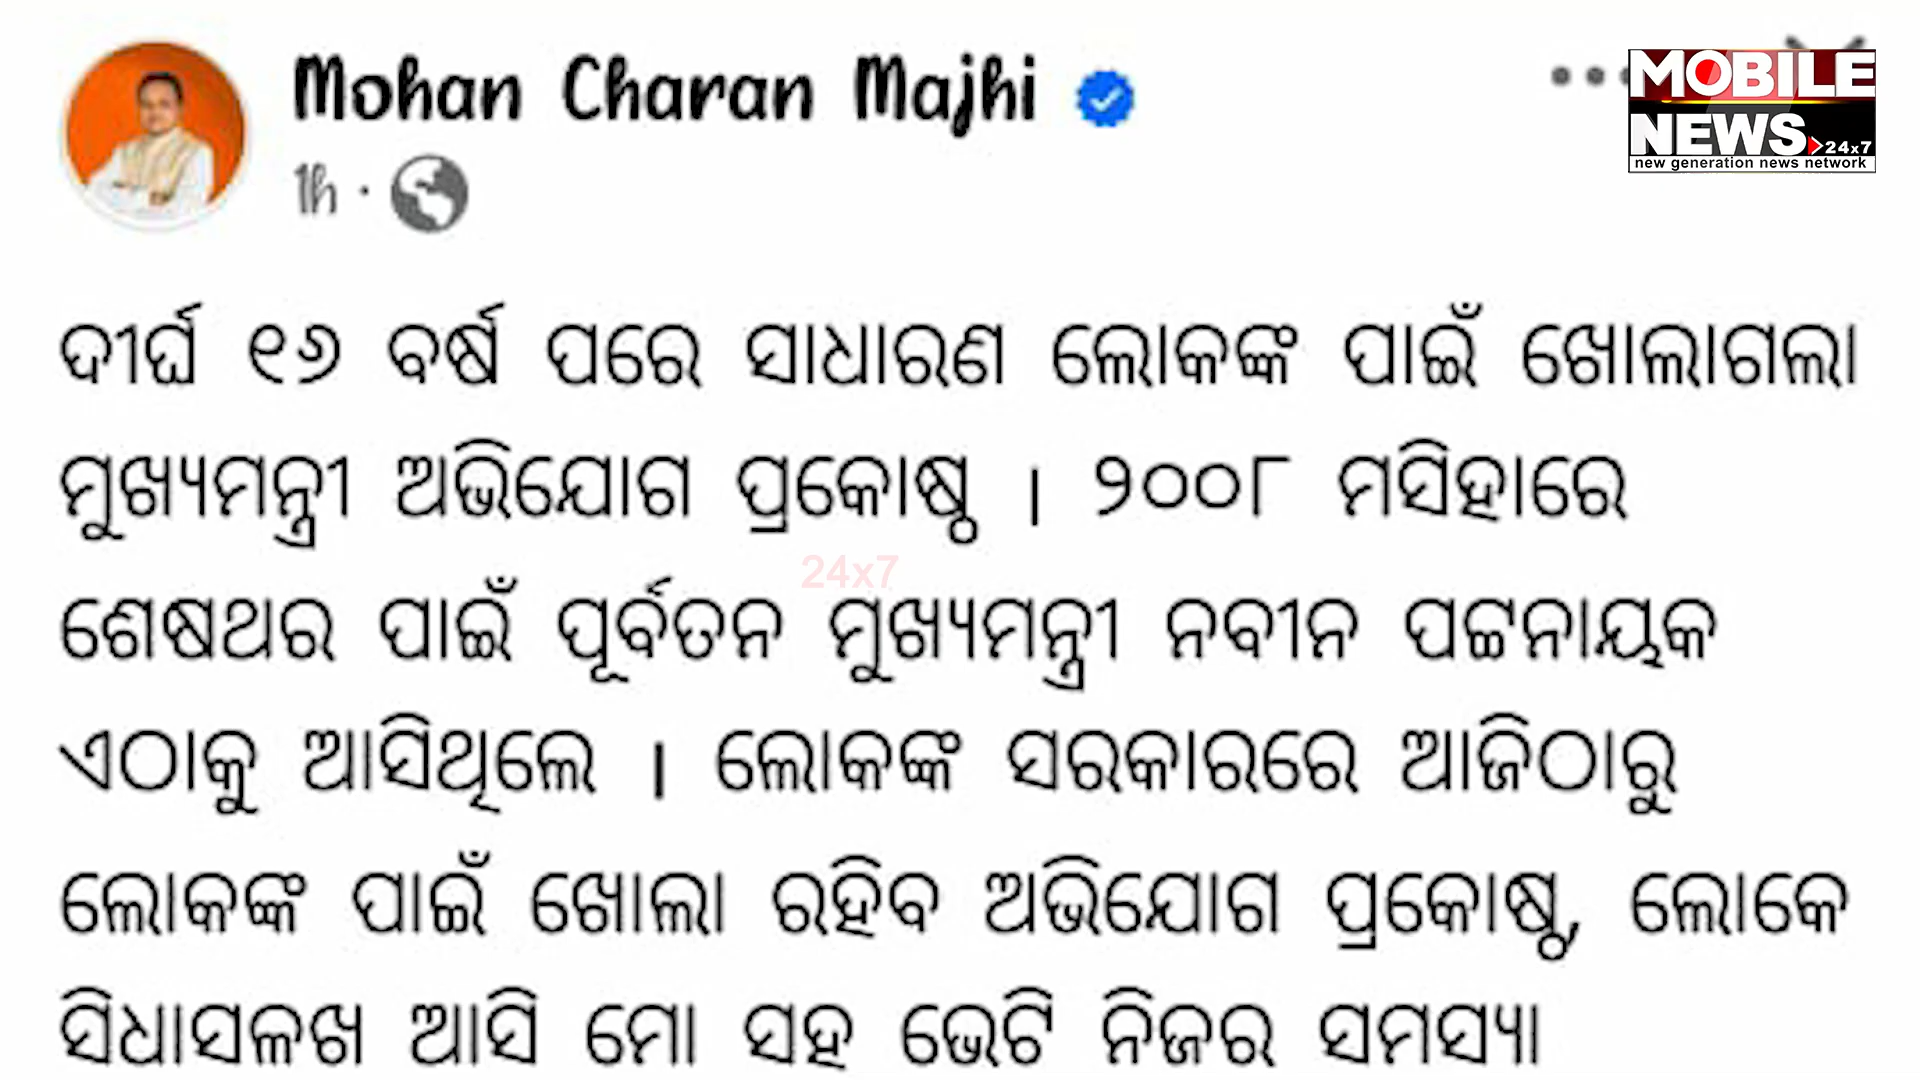 Mohan Charan Majhi
1h ·
MOBILE
NEWS 24x7
new generation news network
ଦୀର୍ଘ ୧୬ ବର୍ଷ ପରେ ସାଧାରଣ ଲୋକଙ୍କ ପାଇଁ ଖୋଲାଗଲା
ମୁଖ୍ୟମନ୍ତ୍ରୀ ଅଭିଯୋଗ ପ୍ରକୋଷ୍ଠ । ୨୦୦୮ ମସିହାରେ
24x7
ଶେଷଥର ପାଇଁ ପୂର୍ବତନ ମୁଖ୍ୟମନ୍ତ୍ରୀ ନବୀନ ପଟ୍ଟନାୟକ
ଏଠାକୁ ଆସିଥିଲେ । ଲୋକଙ୍କ ସରକାରରେ ଆଜିଠାରୁ
ଲୋକଙ୍କ ପାଇଁ ଖୋଲା ରହିବ ଅଭିଯୋଗ ପ୍ରକୋଷ୍ଠ, ଲୋକେ
ସିଧାସଳଖ ଆସି ମୋ ସହ ଭେଟି ନିଜର ସମସ୍ୟା